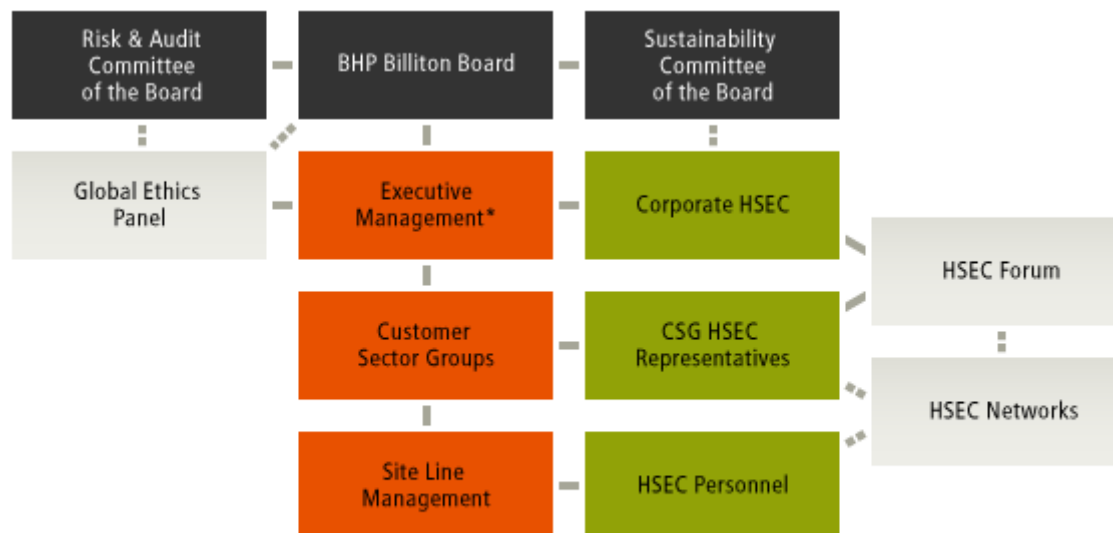 Risk & Audit
Committee
of the Board
BHP Billiton Board
Sustainability
Committee
of the Board
Global Ethics
Panel
Executive
Management*
Corporate HSEC
HSEC Forum
Customer
Sector Groups
CSG HSEC
Representatives
HSEC Networks
Site Line
Management
HSEC Personnel